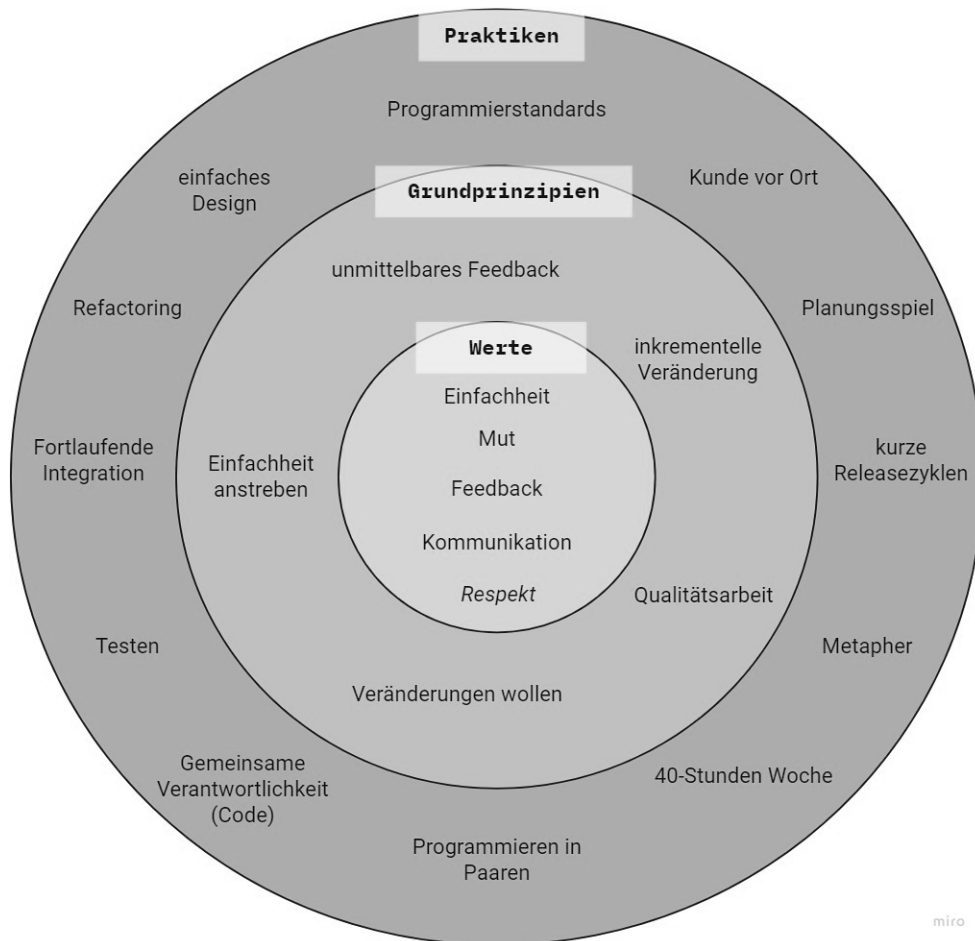 Praktiken
Programmierstandards
einfaches
Design
Kunde vor Ort
Refactoring
Planungsspiel
Fortlaufende
Integration
kurze
Releasezyklen
Testen
Metapher
Gemeinsame
Verantwortlichkeit
(Code)
40-Stunden Woche
Programmieren in
Paaren
Grundprinzipien
unmittelbares Feedback
inkrementelle
Veränderung
Einfachheit
anstreben
Qualitätsarbeit
Veränderungen wollen
Werte
Einfachheit
Mut
Feedback
Kommunikation
Respekt
miro